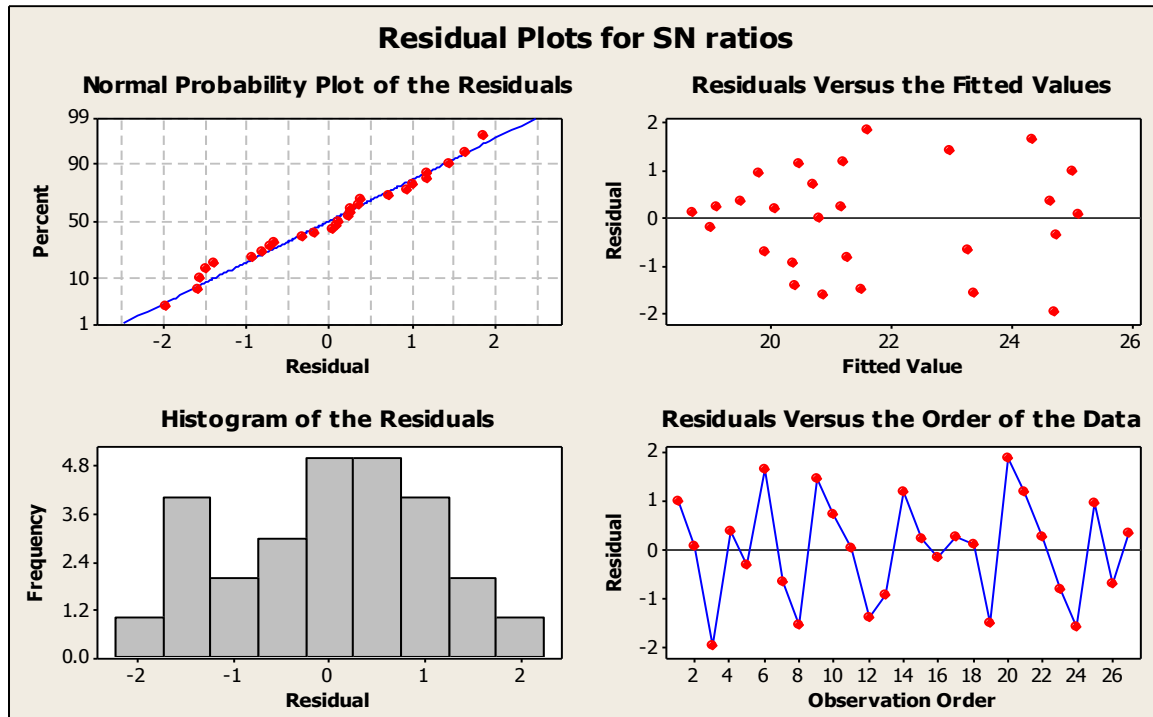 Residual Plots for SN ratios
Normal Probability Plot of the Residuals
Percent
99
90
50
10
1
-2 -1 0 1 2
Residual
Residuals Versus the Fitted Values
Residual
2
1
0
-1
-2
20 22 24 26
Fitted Value
Histogram of the Residuals
Frequency
4.8
3.6
2.4
1.2
0.0
-2 -1 0 1 2
Residual
Residuals Versus the Order of the Data
Residual
2
1
0
-1
-2
2 4 6 8 10 12 14 16 18 20 22 24 26
Observation Order